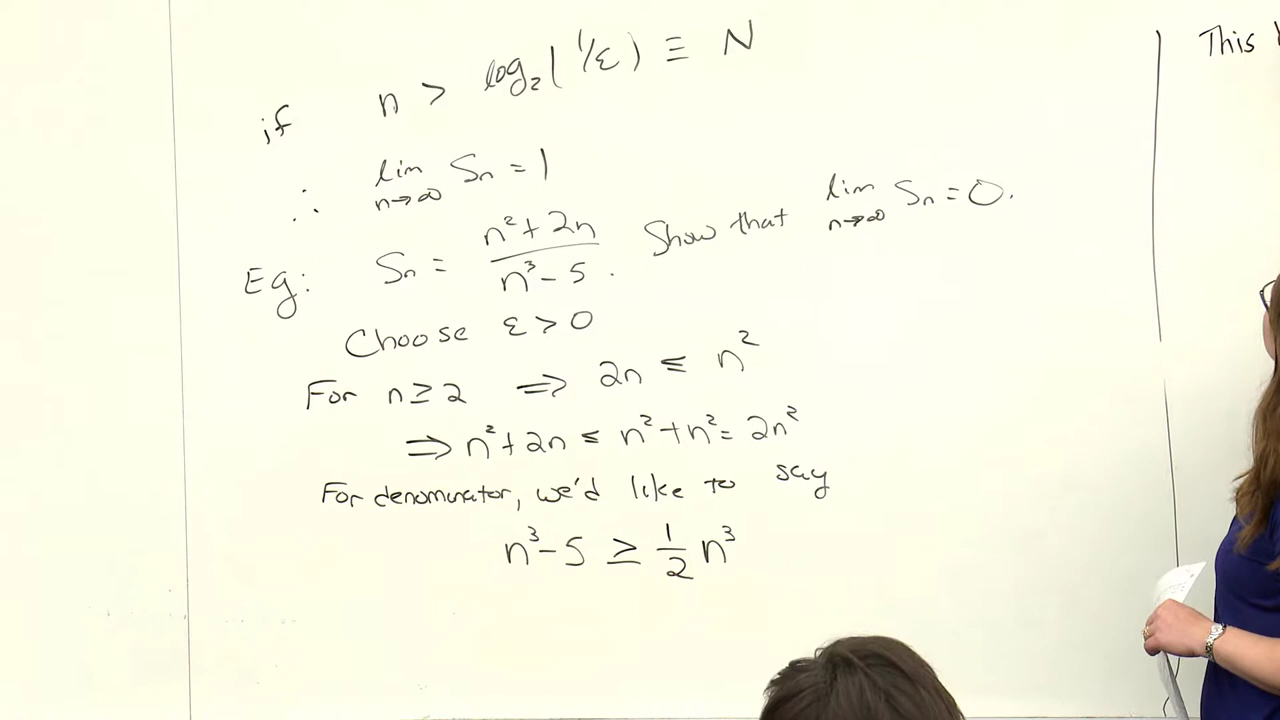 if n > log₂(1/ε) ≡ N
∴ lim n→∞ Sn = 1
Eg: Sn = (n² + 2n)/(n³ - 5). Show that lim n→∞ Sn = 0.
Choose ε > 0
For n ≥ 2 ⇒ 2n ≤ n²
⇒ n² + 2n ≤ n² + n² = 2n²
For denominator, we'd like to say
n³ - 5 ≥ 1/2 n³
This